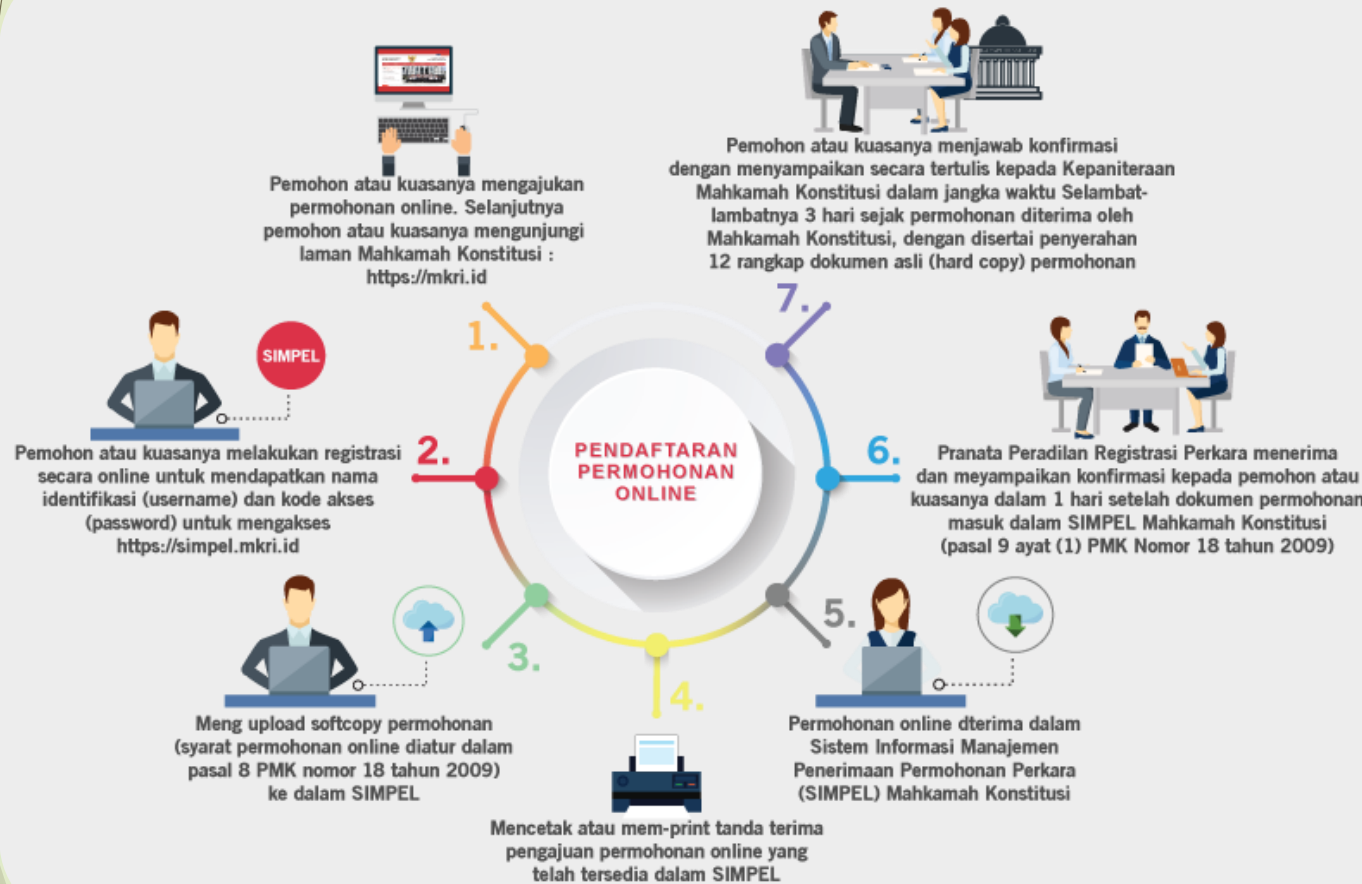 PENDAFTARAN
PERMOHONAN
ONLINE
1.
Pemohon atau kuasanya mengajukan
permohonan online. Selanjutnya
pemohon atau kuasanya mengunjungi
laman Mahkamah Konstitusi :
https://mkri.id
2.
SIMPEL
Pemohon atau kuasanya melakukan registrasi
secara online untuk mendapatkan nama
identifikasi (username) dan kode akses
(password) untuk mengakses
https://simpel.mkri.id
3.
Meng upload softcopy permohonan
(syarat permohonan online diatur dalam
pasal 8 PMK nomor 18 tahun 2009)
ke dalam SIMPEL
4.
Mencetak atau mem-print tanda terima
pengajuan permohonan online yang
telah tersedia dalam SIMPEL
5.
Permohonan online dterima dalam
Sistem Informasi Manajemen
Penerimaan Permohonan Perkara
(SIMPEL) Mahkamah Konstitusi
6.
Pranata Peradilan Registrasi Perkara menerima
dan meyampaikan konfirmasi kepada pemohon atau
kuasanya dalam 1 hari setelah dokumen permohonan
masuk dalam SIMPEL Mahkamah Konstitusi
(pasal 9 ayat (1) PMK Nomor 18 tahun 2009)
7.
Pemohon atau kuasanya menjawab konfirmasi
dengan menyampaikan secara tertulis kepada Kepaniteraan
Mahkamah Konstitusi dalam jangka waktu Selambat-
lambatnya 3 hari sejak permohonan diterima oleh
Mahkamah Konstitusi, dengan disertai penyerahan
12 rangkap dokumen asli (hard copy) permohonan